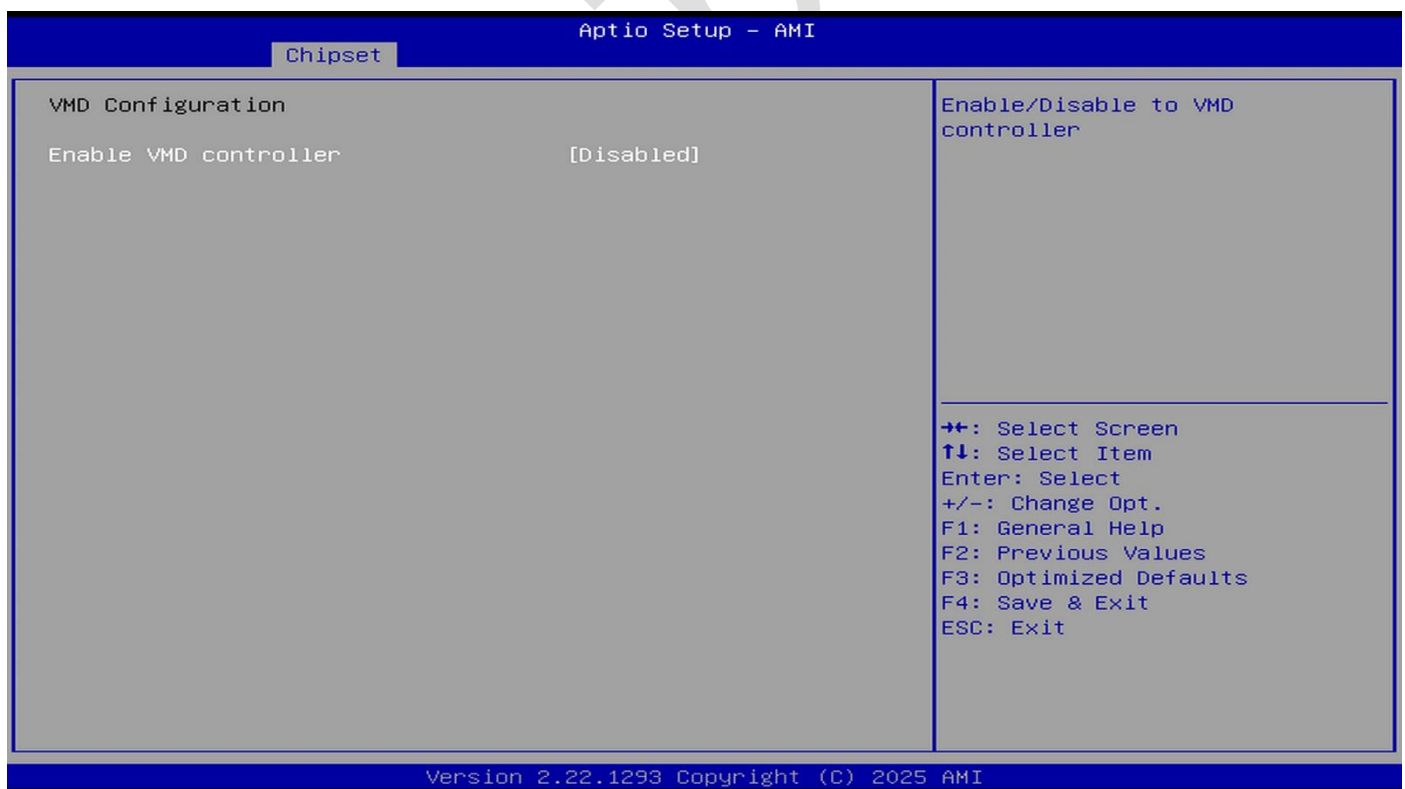 Aptio Setup – AMI
Chipset
VMD Configuration
Enable VMD controller [Disabled]
Enable/Disable to VMD
controller
→←: Select Screen
↑↓: Select Item
Enter: Select
+/-: Change Opt.
F1: General Help
F2: Previous Values
F3: Optimized Defaults
F4: Save & Exit
ESC: Exit
Version 2.22.1293 Copyright (C) 2025 AMI